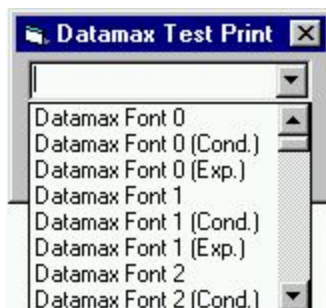 Datamax Test Print
Datamax Font 0
Datamax Font 0 (Cond.)
Datamax Font 0 (Exp.)
Datamax Font 1
Datamax Font 1 (Cond.)
Datamax Font 1 (Exp.)
Datamax Font 2
Datamax Font 2 (Cond.)